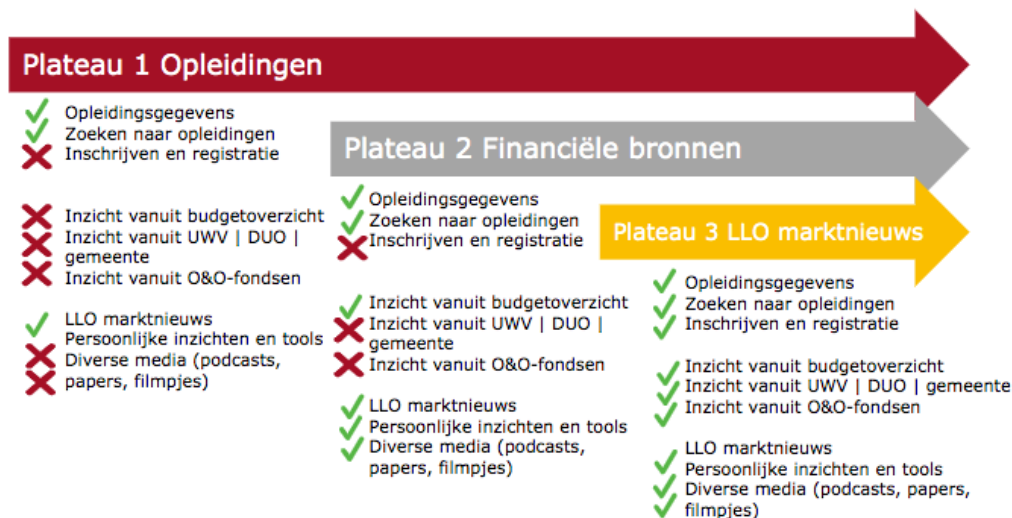 Plateau 1 Opleidingen
Opleidingsgegevens
Zoeken naar opleidingen
Inschrijven en registratie
Inzicht vanuit budgetoverzicht
Inzicht vanuit UWV | DUO |
gemeente
Inzicht vanuit O&O-fondsen
LLO marktnieuws
Persoonlijke inzichten en tools
Diverse media (podcasts,
papers, filmpjes)
Plateau 2 Financiële bronnen
Opleidingsgegevens
Zoeken naar opleidingen
Inschrijven en registratie
Inzicht vanuit budgetoverzicht
Inzicht vanuit UWV | DUO |
gemeente
Inzicht vanuit O&O-fondsen
LLO marktnieuws
Persoonlijke inzichten en tools
Diverse media (podcasts,
papers, filmpjes)
Plateau 3 LLO marktnieuws
Opleidingsgegevens
Zoeken naar opleidingen
Inschrijven en registratie
Inzicht vanuit budgetoverzicht
Inzicht vanuit UWV | DUO | gemeente
Inzicht vanuit O&O-fondsen
LLO marktnieuws
Persoonlijke inzichten en tools
Diverse media (podcasts, papers,
filmpjes)